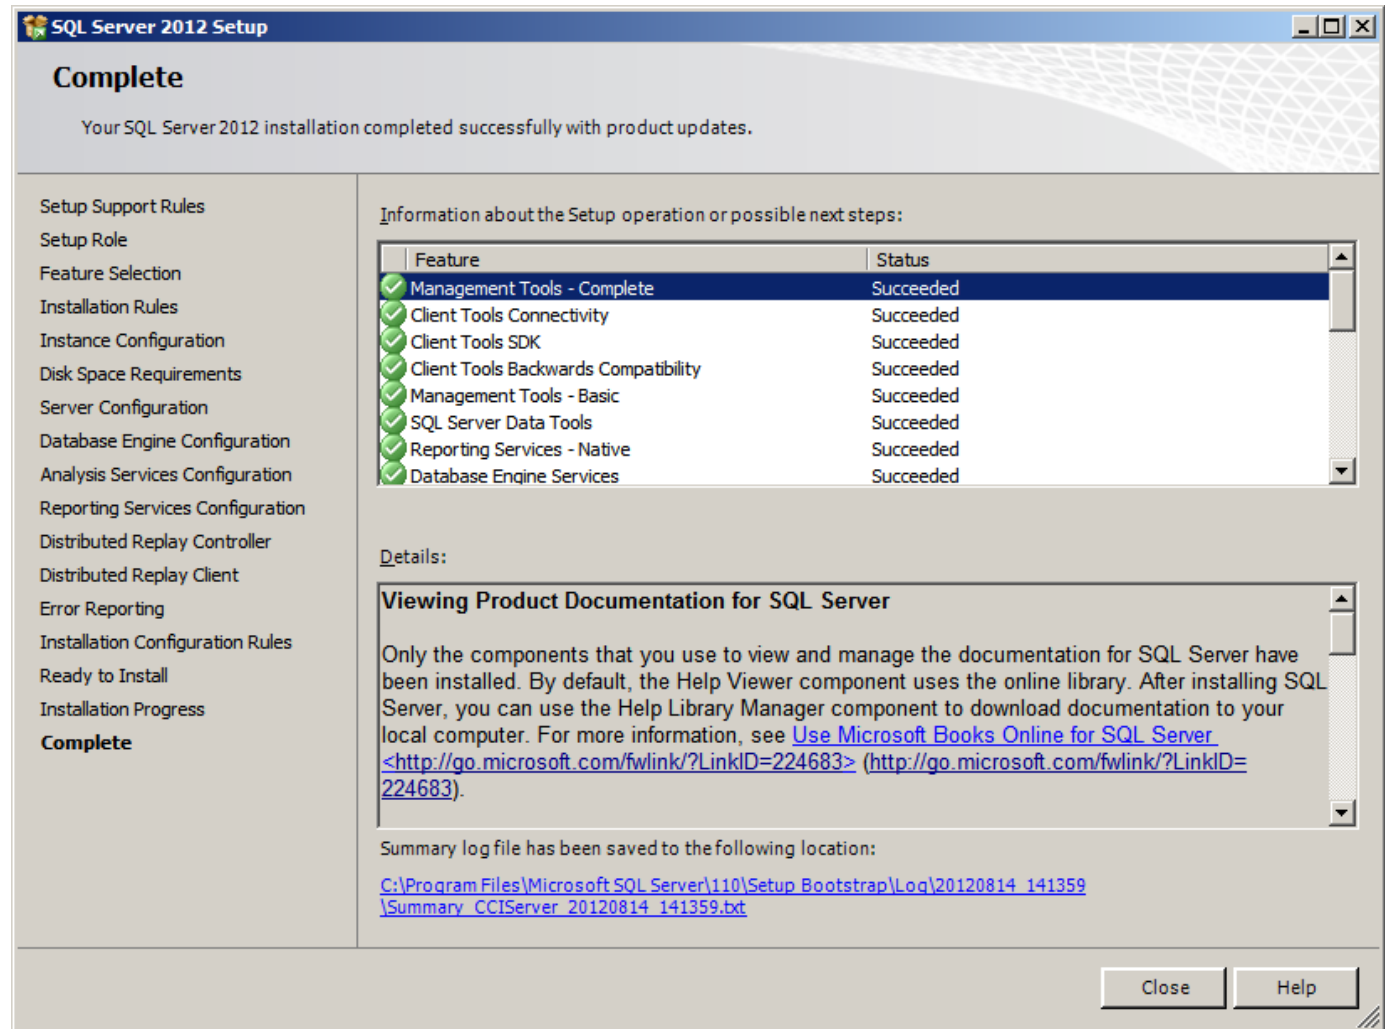 SQL Server 2012 Setup
Complete
Your SQL Server 2012 installation completed successfully with product updates.
Setup Support Rules
Setup Role
Feature Selection
Installation Rules
Instance Configuration
Disk Space Requirements
Server Configuration
Database Engine Configuration
Analysis Services Configuration
Reporting Services Configuration
Distributed Replay Controller
Distributed Replay Client
Error Reporting
Installation Configuration Rules
Ready to Install
Installation Progress
Complete
Information about the Setup operation or possible next steps:
Feature Status
Management Tools - Complete Succeeded
Client Tools Connectivity Succeeded
Client Tools SDK Succeeded
Client Tools Backwards Compatibility Succeeded
Management Tools - Basic Succeeded
SQL Server Data Tools Succeeded
Reporting Services - Native Succeeded
Database Engine Services Succeeded
Details:
Viewing Product Documentation for SQL Server
Only the components that you use to view and manage the documentation for SQL Server have
been installed. By default, the Help Viewer component uses the online library. After installing SQL
Server, you can use the Help Library Manager component to download documentation to your
local computer. For more information, see Use Microsoft Books Online for SQL Server
<http://go.microsoft.com/fwlink/?LinkID=224683> (http://go.microsoft.com/fwlink/?LinkID=
224683).
Summary log file has been saved to the following location:
C:\Program Files\Microsoft SQL Server\110\Setup Bootstrap\Log\20120814_141359
\Summary_CCIServer_20120814_141359.txt
Close Help